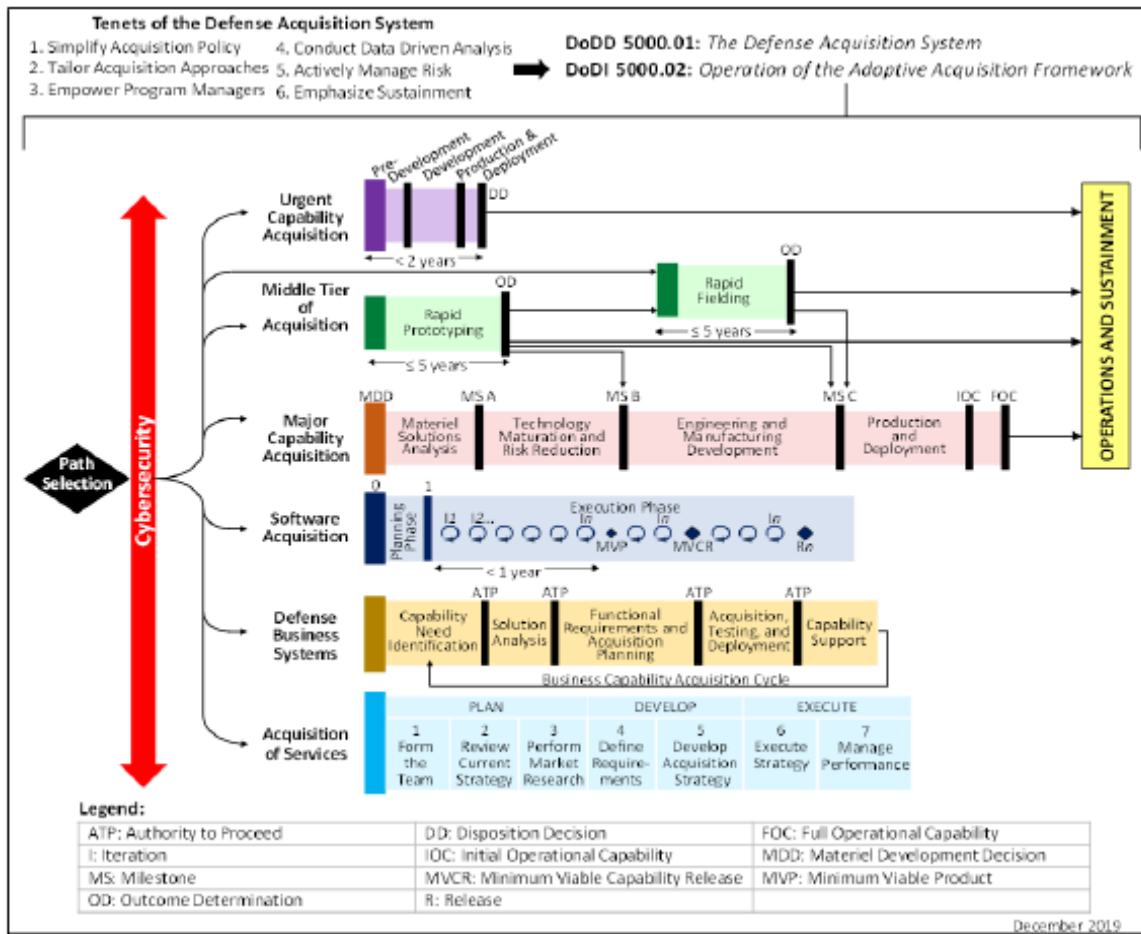 Tenets of the Defense Acquisition System
1. Simplify Acquisition Policy
2. Tailor Acquisition Approaches
3. Empower Program Managers
4. Conduct Data Driven Analysis
5. Actively Manage Risk
6. Emphasize Sustainment
DoDD 5000.01: The Defense Acquisition System
DoDI 5000.02: Operation of the Adaptive Acquisition Framework
Path
Selection
Cybersecurity
Urgent
Capability
Acquisition
Pre-
Development
Development
Production &
Deployment
DD
< 2 years
Middle Tier
of
Acquisition
Rapid
Prototyping
OD
≤ 5 years
Rapid
Fielding
OD
≤ 5 years
Major
Capability
Acquisition
MDD
Materiel
Solutions
Analysis
MS A
Technology
Maturation and
Risk Reduction
MS B
Engineering and
Manufacturing
Development
MS C
Production
and
Deployment
IOC
FOC
OPERATIONS AND SUSTAINMENT
Software
Acquisition
0
Planning
Phase
1
Execution Phase
I1
I2...
In
MVP
In
MVCR
In
Rn
< 1 year
Defense
Business
Systems
Capability
Need
Identification
ATP
Solution
Analysis
ATP
Functional
Requirements and
Acquisition
Planning
ATP
Acquisition,
Testing, and
Deployment
ATP
Capability
Support
Business Capability Acquisition Cycle
Acquisition
of Services
PLAN
DEVELOP
EXECUTE
1
Form
the
Team
2
Review
Current
Strategy
3
Perform
Market
Research
4
Define
Require-
ments
5
Develop
Acquisition
Strategy
6
Execute
Strategy
7
Manage
Performance
Legend:
ATP: Authority to Proceed
DD: Disposition Decision
FOC: Full Operational Capability
I: Iteration
IOC: Initial Operational Capability
MDD: Materiel Development Decision
MS: Milestone
MVCR: Minimum Viable Capability Release
MVP: Minimum Viable Product
OD: Outcome Determination
R: Release
December 2019